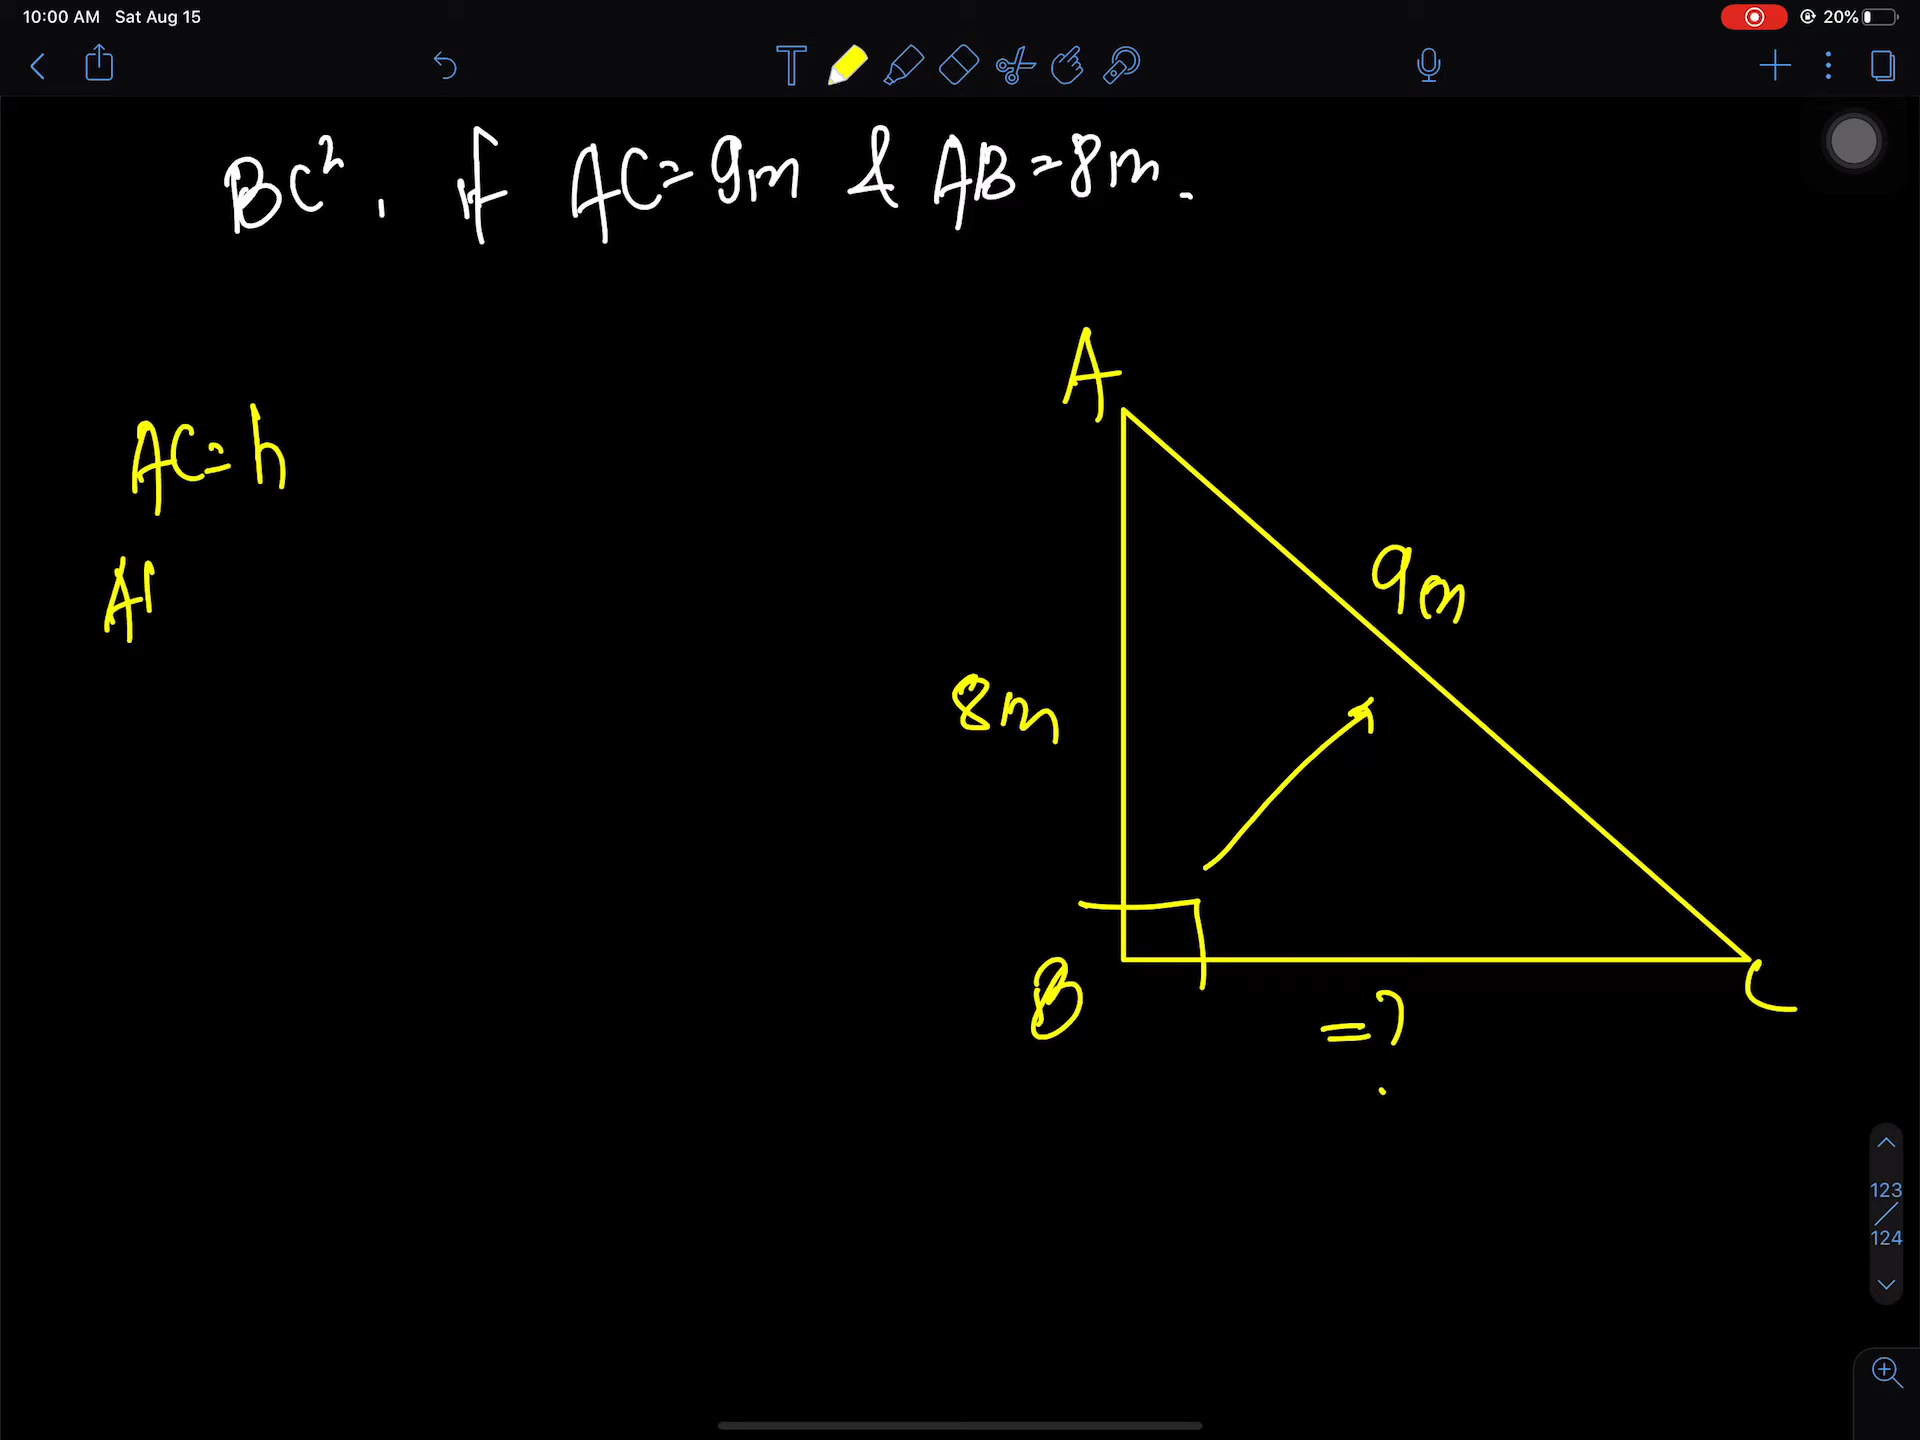 10:00 AM Sat Aug 15
20%
T
BC², if AC=9m & AB=8m.
A
AC=h
9m
A
8m
B
C
=?
123
124